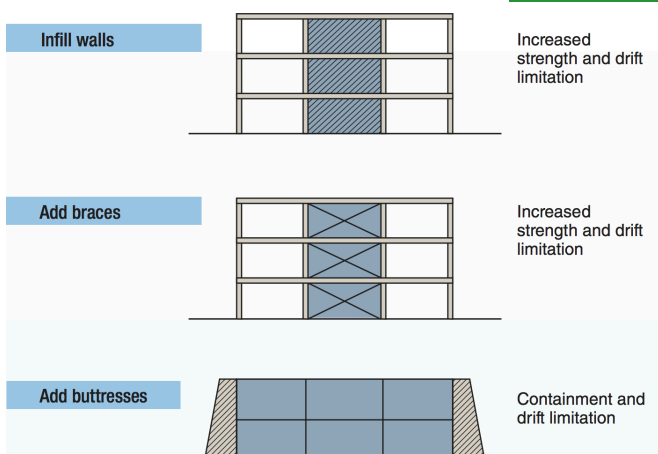 Infill walls
Increased
strength and drift
limitation
Add braces
Increased
strength and drift
limitation
Add buttresses
Containment and
drift limitation